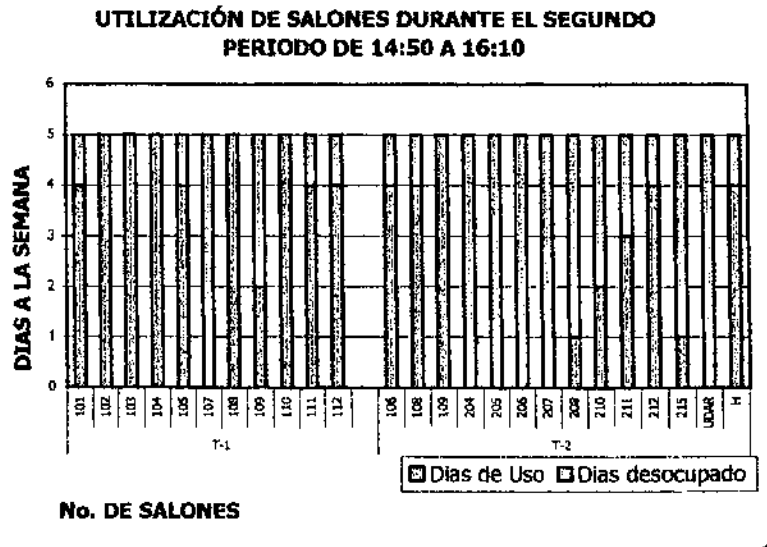 UTILIZACIÓN DE SALONES DURANTE EL SEGUNDO
PERIODO DE 14:50 A 16:10
DIAS A LA SEMANA
6
5
4
3
2
1
0
101 102 103 104 105 107 108 109 110 111 112 106 108 109 204 205 206 207 209 210 211 212 215 UDAR H
T-1 T-2
Dias de Uso Dias desocupado
No. DE SALONES